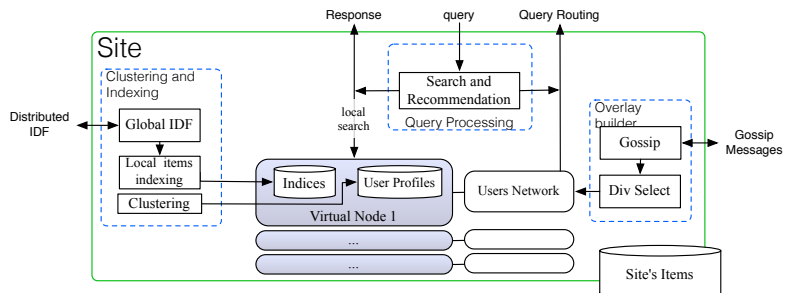 Response
query
Query Routing
Site
Clustering and
Indexing
Search and
Recommendation
Query Processing
local
search
Distributed
IDF
Global IDF
Overlay
builder
Gossip
Gossip
Messages
Local items
indexing
Indices
User Profiles
Users Network
Div Select
Clustering
Virtual Node 1
...
...
Site's Items